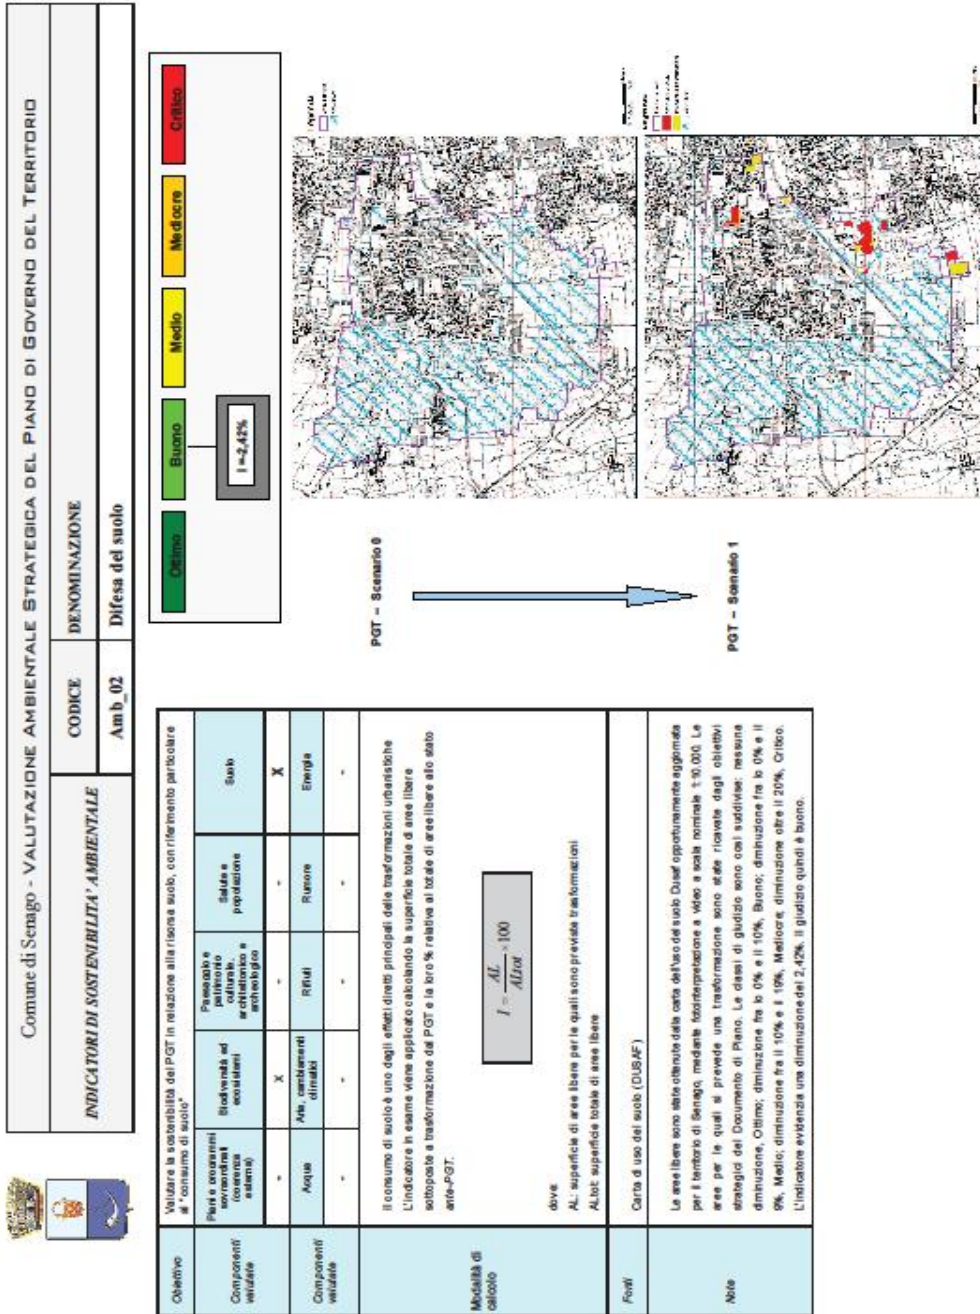 Comune di Senago - VALUTAZIONE AMBIENTALE STRATEGICA DEL PIANO DI GOVERNO DEL TERRITORIO
INDICATORI DI SOSTENIBILITA' AMBIENTALE
CODICE
DENOMINAZIONE
Amb_02
Difesa del suolo
Obiettivo
Valutare la sostenibilità del PGT in relazione alla risorsa suolo, con riferimento particolare
al "consumo di suolo"
Componenti
valutate
Piani e programmi
sovraordinati
(coerenza
esterna)
Biodiversità ed
ecosistemi
Paesaggio e
patrimonio
culturale,
architettonico e
archeologico
Salute e
popolazione
Suolo
-
X
-
-
X
Componenti
valutate
Acqua
Aria, cambiamenti
climatici
Rifiuti
Rumore
Energia
-
-
-
-
-
Modalità di
calcolo
Il consumo di suolo è uno degli effetti diretti principali delle trasformazioni urbanistiche
L'indicatore in esame viene applicato calcolando la superficie totale di aree libere
sottoposte a trasformazione dal PGT e la loro % relativa al totale di aree libere allo stato
ante-PGT.
I = AL / ALtot × 100
dove:
AL: superficie di aree libere per le quali sono previste trasformazioni
ALtot: superficie totale di aree libere
Fonti
Carta di uso del suolo (DUSAF)
Note
Le aree libere sono state ottenute dalla carta dell'uso del suolo Dusaf opportunamente aggiornata
per il territorio di Senago, mediante fotointerpretazione a video a scala nominale 1:10.000. Le
aree per le quali si prevede una trasformazione sono state ricavate dagli obiettivi
strategici del Documento di Piano. Le classi di giudizio sono così suddivise: nessuna
diminuzione, Ottimo; diminuzione fra lo 0% e il 10%, Buono; diminuzione fra lo 0% e il
9%, Medio; diminuzione fra il 10% e il 19%, Mediocre; diminuzione oltre il 20%, Critico.
L'indicatore evidenzia una diminuzione del 2,42%. Il giudizio quindi è buono.
Ottimo
Buono
Medio
Mediocre
Critico
I =-2,42%
PGT – Scenario 0
PGT – Scenario 1